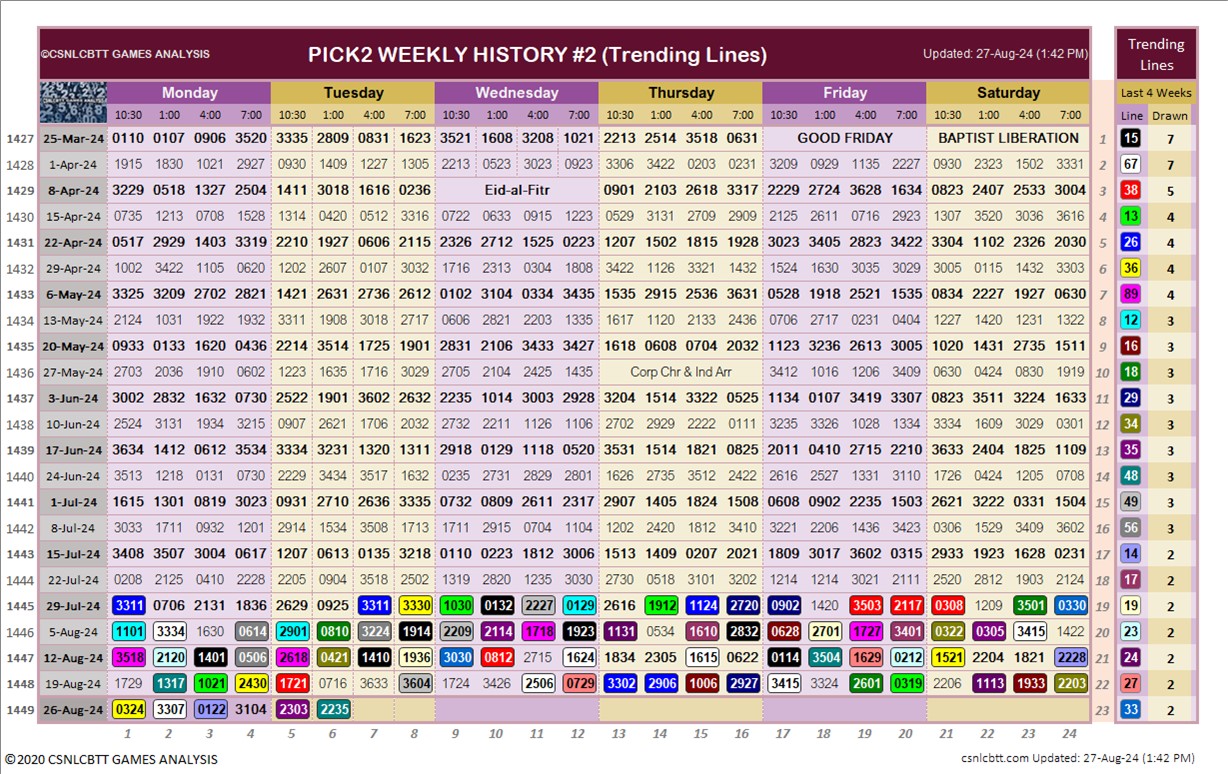 ©CSNLCBTT GAMES ANALYSIS PICK2 WEEKLY HISTORY #2 (Trending Lines) Updated: 27-Aug-24 (1:42 PM) Trending
Lines
Monday Tuesday Wednesday Thursday Friday Saturday Last 4 Weeks
10:30 1:00 4:00 7:00 10:30 1:00 4:00 7:00 10:30 1:00 4:00 7:00 10:30 1:00 4:00 7:00 10:30 1:00 4:00 7:00 10:30 1:00 4:00 7:00 Line Drawn
1427 25-Mar-24 0110 0107 0906 3520 3335 2809 0831 1623 3521 1608 3208 1021 2213 2514 3518 0631 GOOD FRIDAY BAPTIST LIBERATION 1 15 7
1428 1-Apr-24 1915 1830 1021 2927 0930 1409 1227 1305 2213 0523 3023 0923 3306 3422 0203 0231 3209 0929 1135 2227 0930 2323 1502 3331 2 67 7
1429 8-Apr-24 3229 0518 1327 2504 1411 3018 1616 0236 Eid-al-Fitr 0901 2103 2618 3317 2229 2724 3628 1634 0823 2407 2533 3004 3 38 5
1430 15-Apr-24 0735 1213 0708 1528 1314 0420 0512 3316 0722 0633 0915 1223 0529 3131 2709 2909 2125 2611 0716 2923 1307 3520 3036 3616 4 13 4
1431 22-Apr-24 0517 2929 1403 3319 2210 1927 0606 2115 2326 2712 1525 0223 1207 1502 1815 1928 3023 3405 2823 3422 3304 1102 2326 2030 5 26 4
1432 29-Apr-24 1002 3422 1105 0620 1202 2607 0107 3032 1716 2313 0304 1808 3422 1126 3321 1432 1524 1630 3035 3029 3005 0115 1432 3303 6 36 4
1433 6-May-24 3325 3209 2702 2821 1421 2631 2736 2612 0102 3104 0334 3435 1535 2915 2536 3631 0528 1918 2521 1535 0834 2227 1927 0630 7 89 4
1434 13-May-24 2124 1031 1922 1932 3311 1908 3018 2717 0606 2821 2203 1335 1617 1120 2133 2436 0706 2717 0231 0404 1227 1420 1231 1322 8 12 3
1435 20-May-24 0933 0133 1620 0436 2214 3514 1725 1901 2831 2106 3433 3427 1618 0608 0704 2032 1123 3236 2613 3005 1020 1431 2735 1511 9 16 3
1436 27-May-24 2703 2036 1910 0602 1223 1635 1716 3029 2705 2104 2425 1435 Corp Chr & Ind Arr 3412 1016 1206 3409 0630 0424 0830 1919 10 18 3
1437 3-Jun-24 3002 2832 1632 0730 2522 1901 3602 2632 2235 1014 3003 2928 3204 1514 3322 0525 1134 0107 3419 3307 0823 3511 3224 1633 11 29 3
1438 10-Jun-24 2524 3131 1934 3215 0907 2621 1706 2032 2732 2211 1126 1106 2702 2929 2222 0111 3235 3326 1028 1334 3334 1609 3029 0301 12 34 3
1439 17-Jun-24 3634 1412 0612 3534 3334 3231 1320 1311 2918 0129 1118 0520 3531 1514 1821 0825 2011 0410 2715 2210 3633 2404 1825 1109 13 35 3
1440 24-Jun-24 3513 1218 0131 0730 2229 3434 3517 1633 0235 2731 2829 2801 1626 2735 3512 2422 2616 2527 1331 3110 1726 0424 1205 0708 14 48 3
1441 1-Jul-24 1615 1301 0819 3023 0931 2710 2636 3335 0732 0809 2611 2317 2907 1405 1824 1508 0608 0902 2235 1503 2621 3222 0331 1504 15 49 3
1442 8-Jul-24 3033 1711 0932 1201 2914 1534 3508 1713 1711 2915 0704 1104 1202 2420 1812 3410 3221 2206 1436 3423 0306 1529 3409 3602 16 56 3
1443 15-Jul-24 3408 3507 3004 0617 1207 0613 0135 3218 0110 0223 1812 3006 1513 1409 0207 2021 1809 3017 3602 0315 2933 1923 1628 0231 17 14 2
1444 22-Jul-24 0208 2125 0410 2228 2205 0904 3518 2502 1319 2820 1235 3030 2730 0518 3101 3202 1214 1214 3021 2111 2520 2812 1903 2124 18 17 2
1445 29-Jul-24 3311 0706 2131 1836 2629 0925 3311 3330 1030 0132 2227 0129 2616 1912 1124 2720 0902 1420 3503 2117 0308 1209 3501 0330 19 19 2
1446 5-Aug-24 1101 3334 1630 0614 2901 0810 3224 1914 2209 2114 1718 1923 1131 0534 1610 2832 0628 2701 1727 3401 0322 0305 3415 1422 20 23 2
1447 12-Aug-24 3518 2120 1401 0506 2618 0421 1410 1936 3030 0812 2715 1624 1834 2305 1615 0622 0114 3504 1629 0212 1521 2204 1821 2228 21 24 2
1448 19-Aug-24 1729 1317 1021 2430 1721 0716 3633 3604 1724 3426 2506 0729 3302 2906 1006 2927 3415 3324 2601 0319 2206 1113 1933 2203 22 27 2
1449 26-Aug-24 0324 3307 0122 3104 2303 2235 23 33 2
1 2 3 4 5 6 7 8 9 10 11 12 13 14 15 16 17 18 19 20 21 22 23 24
©2020 CSNLCBTT GAMES ANALYSIS csnlcbtt.com Updated: 27-Aug-24 (1:42 PM)